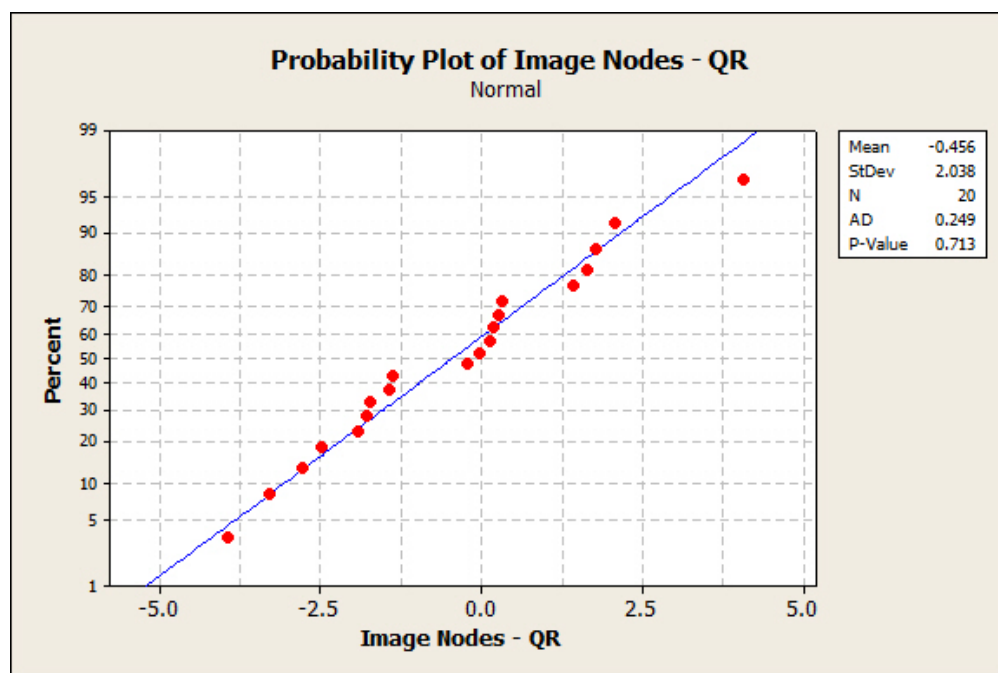 Probability Plot of Image Nodes - QR
Normal
99
95
90
80
70
60
50
40
30
20
10
5
1
Percent
-5.0 -2.5 0.0 2.5 5.0
Image Nodes - QR
Mean -0.456
StDev 2.038
N 20
AD 0.249
P-Value 0.713